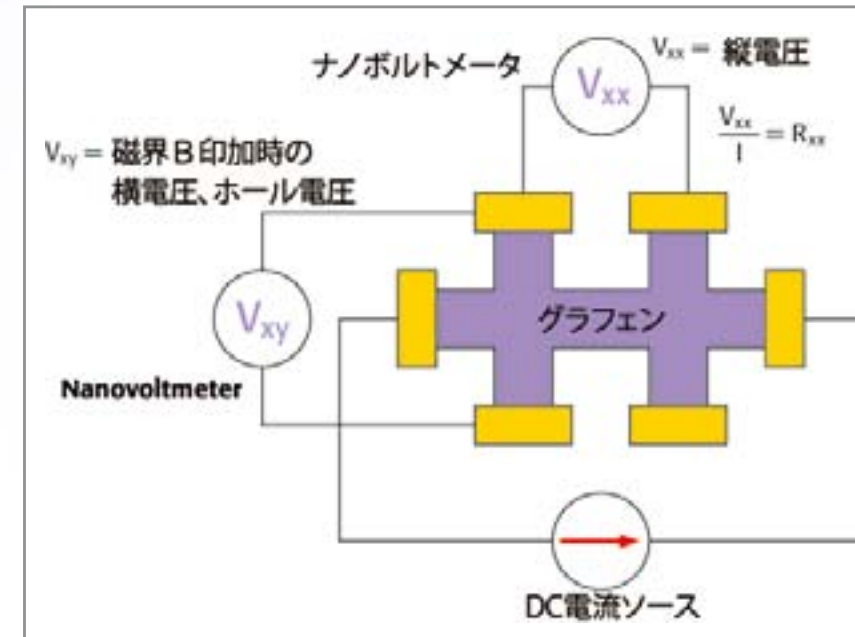 ナノボルトメータ
Vxx
Vxx = 縦電圧
Vxx
I
= Rxx
Vxy = 磁界B印加時の
横電圧、ホール電圧
Vxy
Nanovoltmeter
グラフェン
DC電流ソース